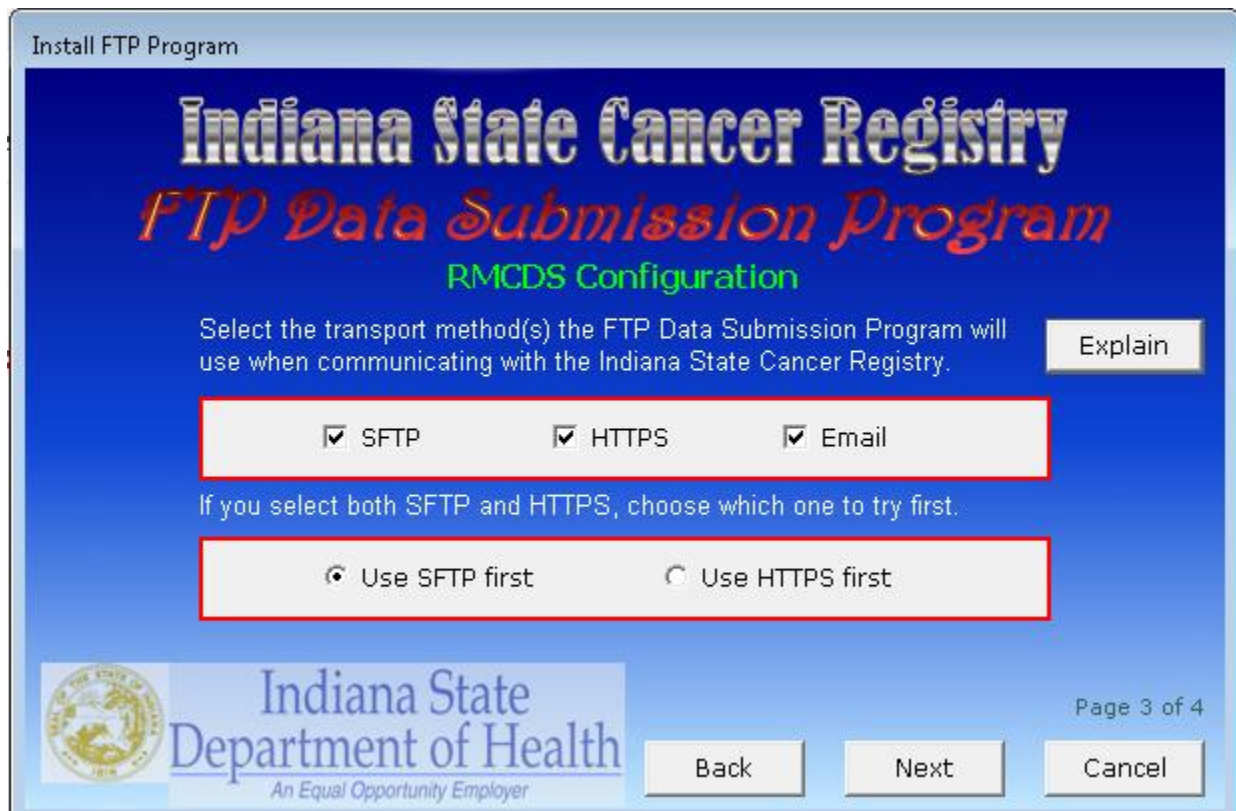 Install FTP Program
Indiana State Cancer Registry
FTP Data Submission Program
RMCDS Configuration
Select the transport method(s) the FTP Data Submission Program will
use when communicating with the Indiana State Cancer Registry.
Explain
SFTP
HTTPS
Email
If you select both SFTP and HTTPS, choose which one to try first.
Use SFTP first
Use HTTPS first
Indiana State
Department of Health
An Equal Opportunity Employer
Page 3 of 4
Back
Next
Cancel